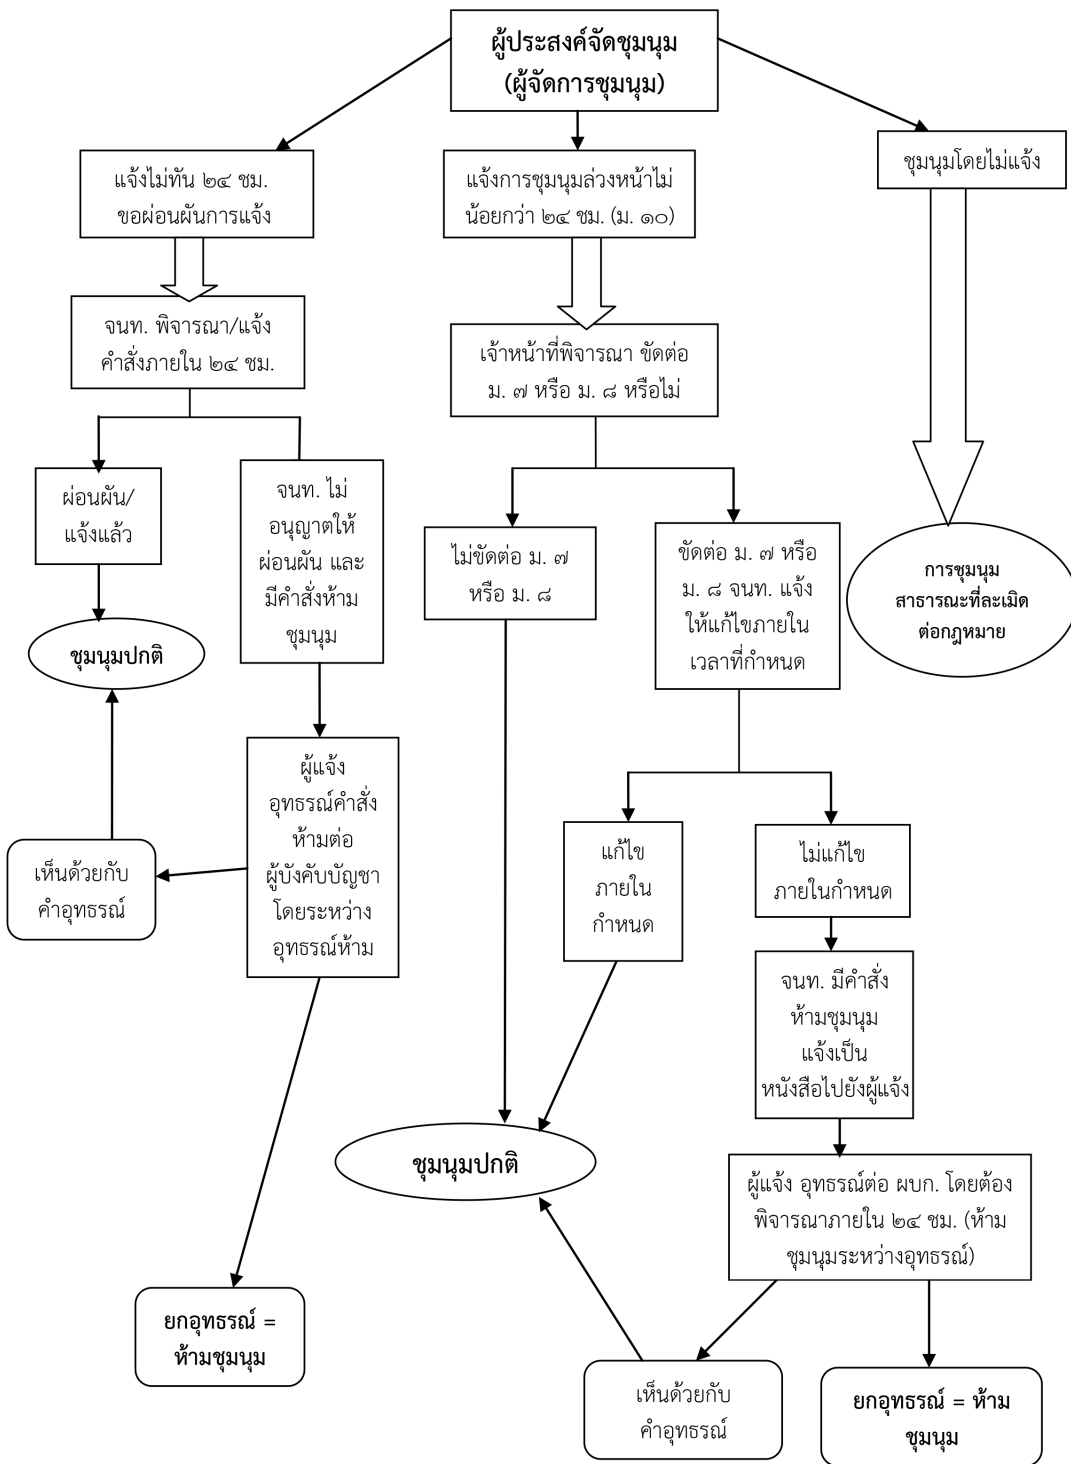 ผู้ประสงค์จัดชุมนุม
(ผู้จัดการชุมนุม)
แจ้งไม่ทัน ๒๔ ชม.
ขอผ่อนผันการแจ้ง
แจ้งการชุมนุมล่วงหน้าไม่
น้อยกว่า ๒๔ ชม. (ม. ๑๐)
ชุมนุมโดยไม่แจ้ง
จนท. พิจารณา/แจ้ง
คำสั่งภายใน ๒๔ ชม.
เจ้าหน้าที่พิจารณา ขัดต่อ
ม. ๗ หรือ ม. ๘ หรือไม่
ผ่อนผัน/
แจ้งแล้ว
จนท. ไม่
อนุญาตให้
ผ่อนผัน และ
มีคำสั่งห้าม
ชุมนุม
ไม่ขัดต่อ ม. ๗
หรือ ม. ๘
ขัดต่อ ม. ๗ หรือ
ม. ๘ จนท. แจ้ง
ให้แก้ไขภายใน
เวลาที่กำหนด
การชุมนุม
สาธารณะที่ละเมิด
ต่อกฎหมาย
ชุมนุมปกติ
ผู้แจ้ง
อุทธรณ์คำสั่ง
ห้ามต่อ
ผู้บังคับบัญชา
โดยระหว่าง
อุทธรณ์ห้าม
เห็นด้วยกับ
คำอุทธรณ์
แก้ไข
ภายใน
กำหนด
ไม่แก้ไข
ภายในกำหนด
จนท. มีคำสั่ง
ห้ามชุมนุม
แจ้งเป็น
หนังสือไปยังผู้แจ้ง
ชุมนุมปกติ
ผู้แจ้ง อุทธรณ์ต่อ ผบก. โดยต้อง
พิจารณาภายใน ๒๔ ชม. (ห้าม
ชุมนุมระหว่างอุทธรณ์)
ยกอุทธรณ์ =
ห้ามชุมนุม
เห็นด้วยกับ
คำอุทธรณ์
ยกอุทธรณ์ = ห้าม
ชุมนุม